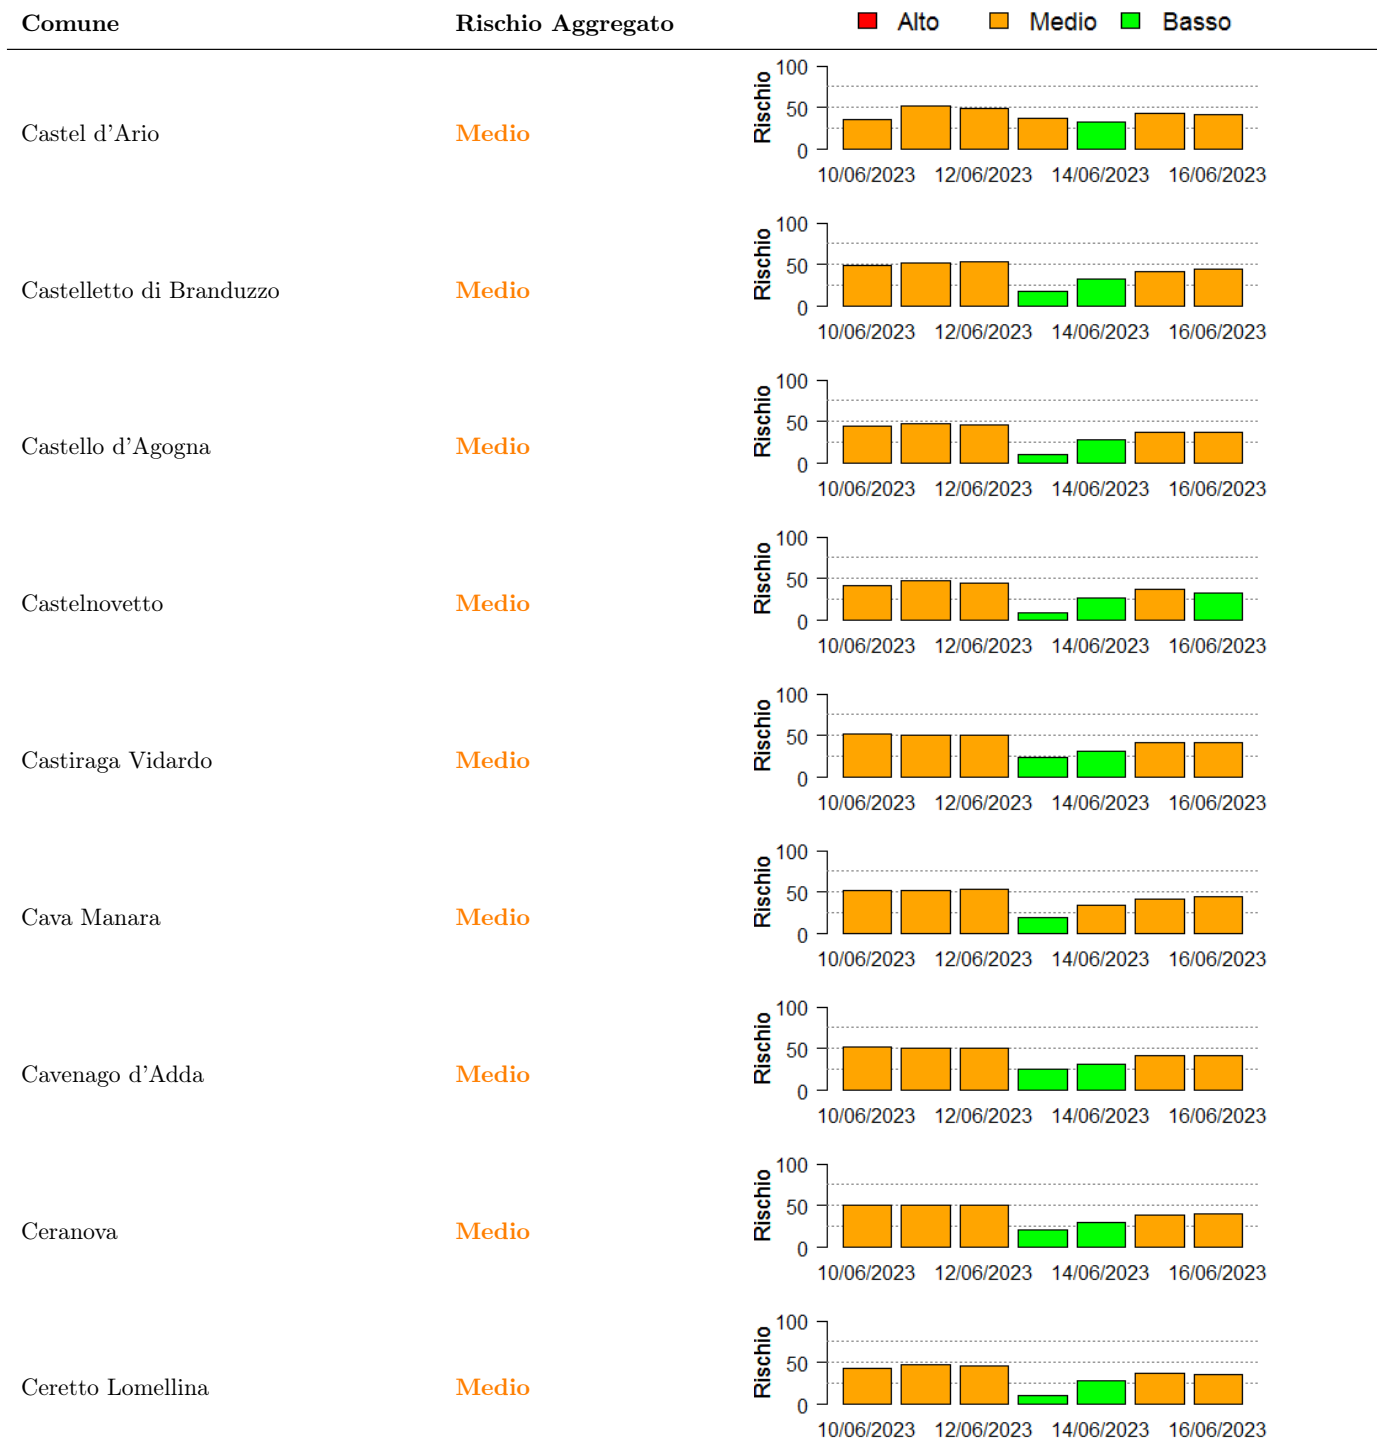 Comune Rischio Aggregato Alto Medio Basso
Castel d'Ario Medio
Rischio
100
50
0
10/06/2023 12/06/2023 14/06/2023 16/06/2023
Castelletto di Branduzzo Medio
Rischio
100
50
0
10/06/2023 12/06/2023 14/06/2023 16/06/2023
Castello d'Agogna Medio
Rischio
100
50
0
10/06/2023 12/06/2023 14/06/2023 16/06/2023
Castelnovetto Medio
Rischio
100
50
0
10/06/2023 12/06/2023 14/06/2023 16/06/2023
Castiraga Vidardo Medio
Rischio
100
50
0
10/06/2023 12/06/2023 14/06/2023 16/06/2023
Cava Manara Medio
Rischio
100
50
0
10/06/2023 12/06/2023 14/06/2023 16/06/2023
Cavenago d'Adda Medio
Rischio
100
50
0
10/06/2023 12/06/2023 14/06/2023 16/06/2023
Ceranova Medio
Rischio
100
50
0
10/06/2023 12/06/2023 14/06/2023 16/06/2023
Ceretto Lomellina Medio
Rischio
100
50
0
10/06/2023 12/06/2023 14/06/2023 16/06/2023